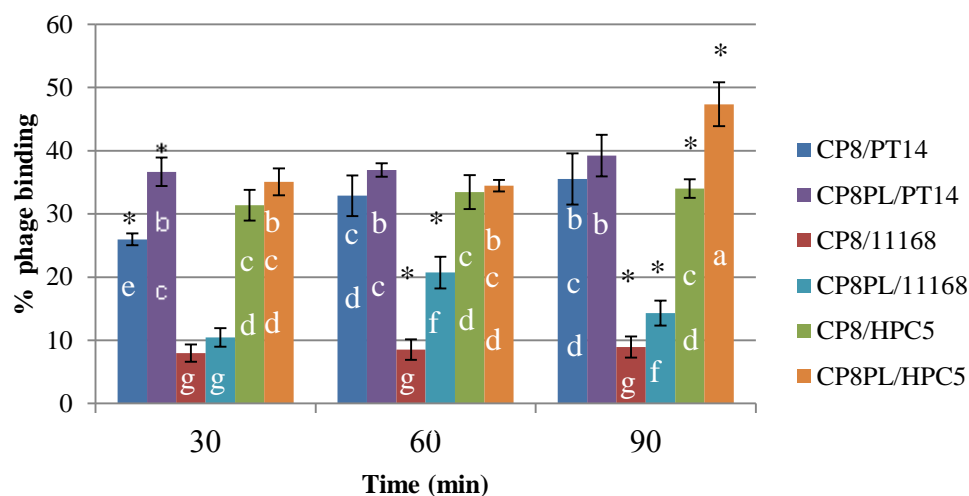 60
50
40
30
20
10
0
% phage binding
* * * * * * * *
b b b b
c c c b c c
e c d d d c c f d c d c d f d a
g g g g
30 60 90
Time (min)
CP8/PT14
CP8PL/PT14
CP8/11168
CP8PL/11168
CP8/HPC5
CP8PL/HPC5